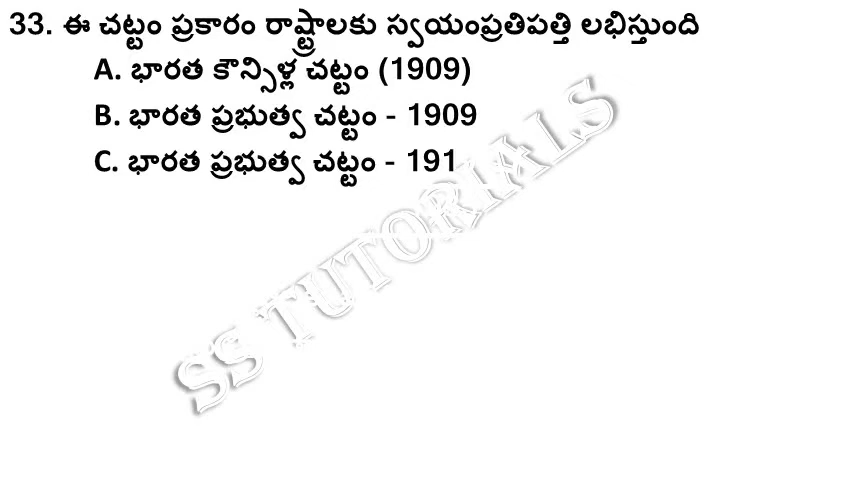 33. ఈ చట్టం ప్రకారం రాష్ట్రాలకు స్వయంప్రతిపత్తి లభిస్తుంది
A. భారత కౌన్సిళ్ల చట్టం (1909)
B. భారత ప్రభుత్వ చట్టం - 1909
C. భారత ప్రభుత్వ చట్టం - 191
SS TUTORIALS